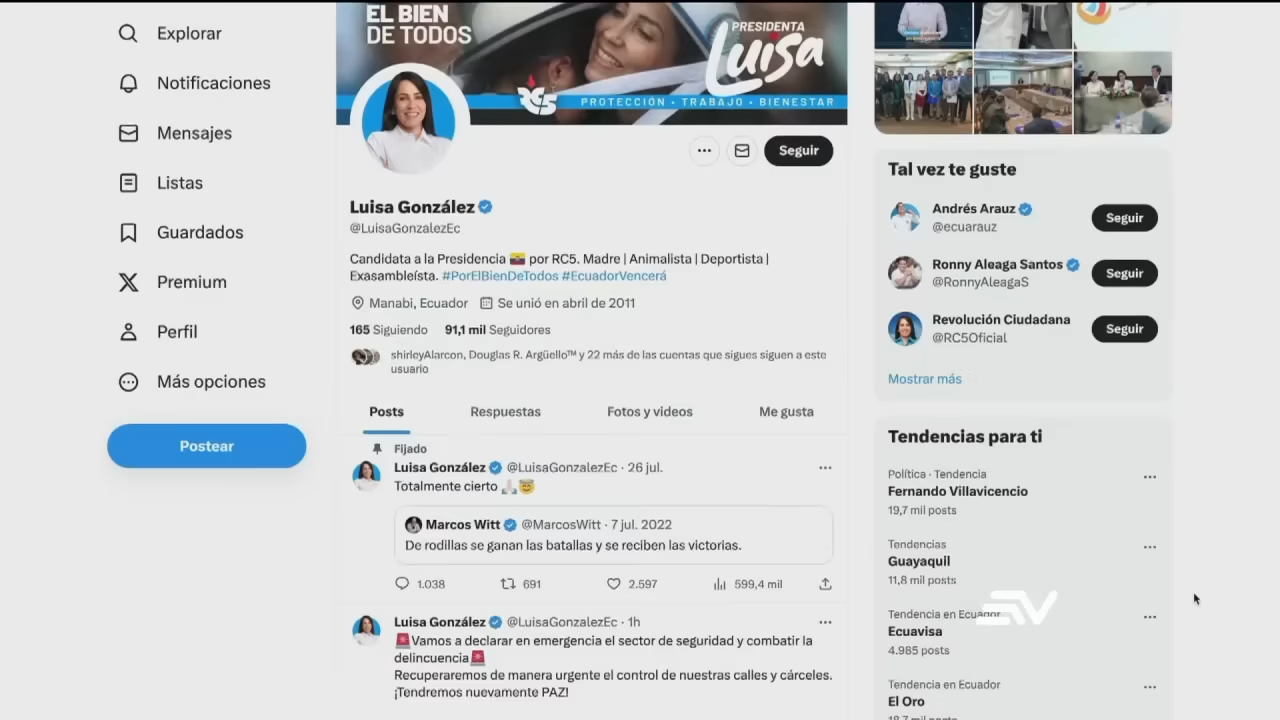 Explorar
Notificaciones
Mensajes
Listas
Guardados
Premium
Perfil
Más opciones
Postear
EL BIEN
DE TODOS
PRESIDENTA
Luisa
RC5
PROTECCIÓN • TRABAJO • BIENESTAR
Seguir
Luisa González
@LuisaGonzalezEc
Candidata a la Presidencia 🇪🇨 por RC5. Madre | Animalista | Deportista |
Exasambleísta. #PorElBienDeTodos #EcuadorVencerá
Manabi, Ecuador Se unió en abril de 2011
165 Siguiendo 91,1 mil Seguidores
shirleyAlarcon, Douglas R. Argüello™ y 22 más de las cuentas que sigues siguen a este
usuario
Posts Respuestas Fotos y videos Me gusta
Fijado
Luisa González @LuisaGonzalezEc · 26 jul.
Totalmente cierto 🙏🏻😇
Marcos Witt @MarcosWitt · 7 jul. 2022
De rodillas se ganan las batallas y se reciben las victorias.
1.038 691 2.597 599,4 mil
Luisa González @LuisaGonzalezEc · 1h
🚨Vamos a declarar en emergencia el sector de seguridad y combatir la
delincuencia🚨
Recuperaremos de manera urgente el control de nuestras calles y cárceles.
¡Tendremos nuevamente PAZ!
Tal vez te guste
Andrés Arauz
@ecuarauz
Seguir
Ronny Aleaga Santos
@RonnyAleagaS
Seguir
Revolución Ciudadana
@RC5Oficial
Seguir
Mostrar más
Tendencias para ti
Política · Tendencia
Fernando Villavicencio
19,7 mil posts
Tendencias
Guayaquil
11,8 mil posts
Tendencia en Ecuador
Ecuavisa
4.985 posts
Tendencia en Ecuador
El Oro
18,7 mil posts